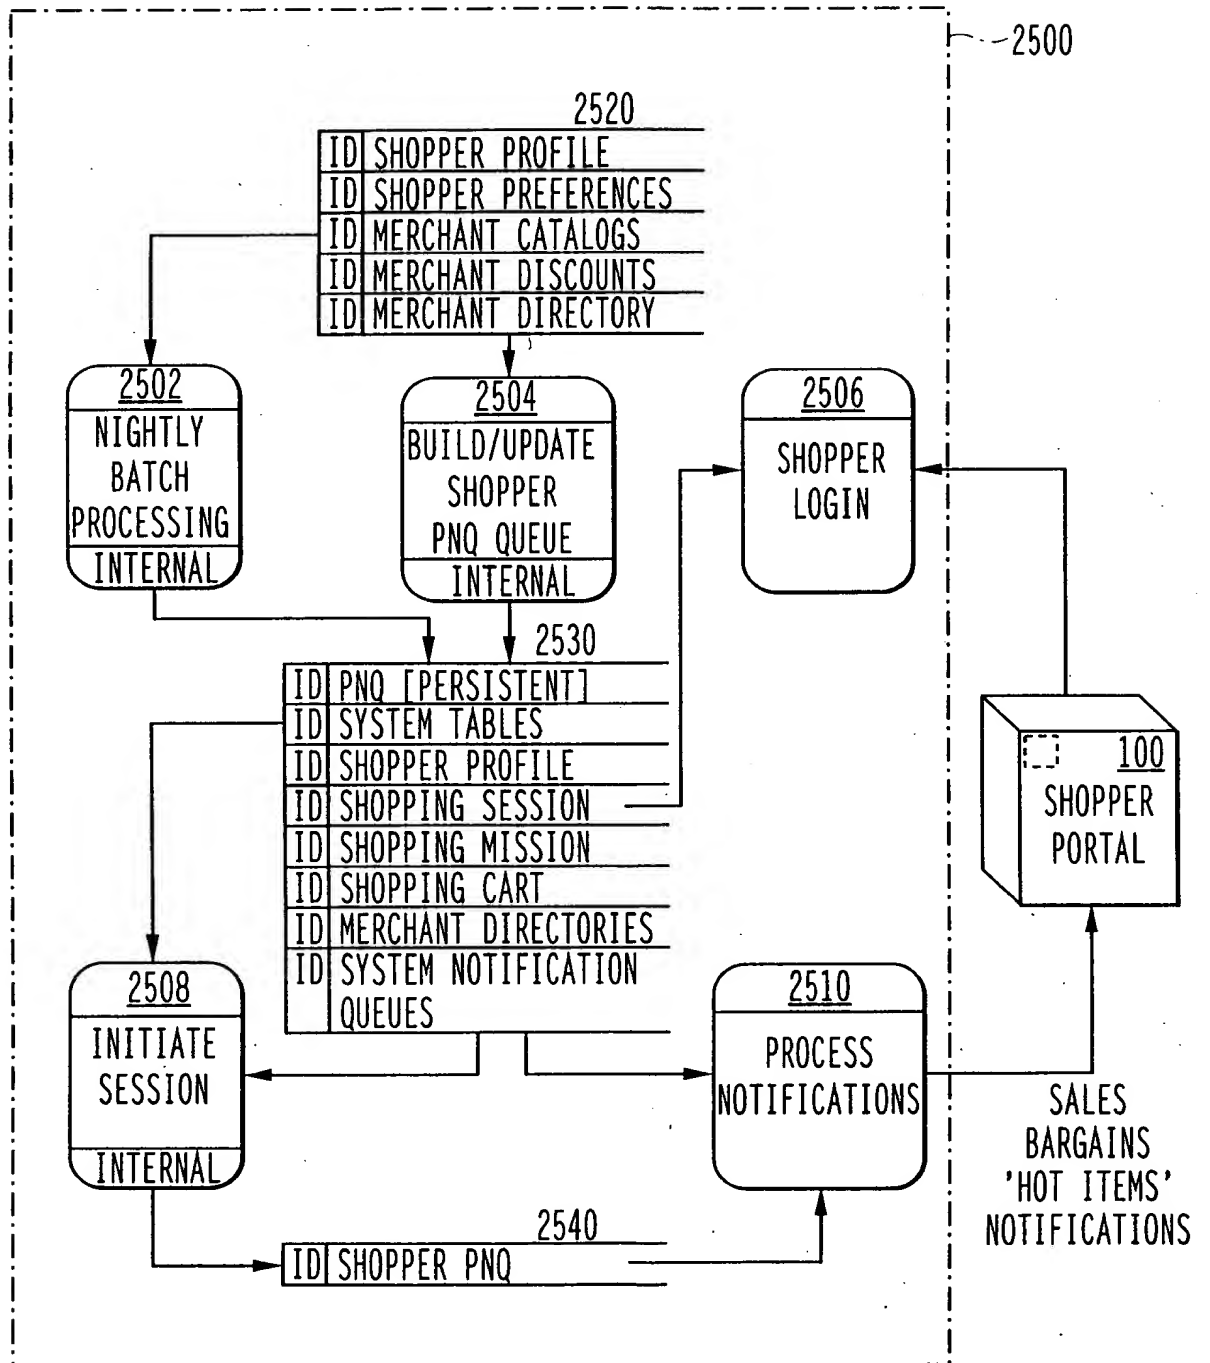 2500
2520
ID SHOPPER PROFILE
ID SHOPPER PREFERENCES
ID MERCHANT CATALOGS
ID MERCHANT DISCOUNTS
ID MERCHANT DIRECTORY
2502
NIGHTLY
BATCH
PROCESSING
INTERNAL
2504
BUILD/UPDATE
SHOPPER
PNQ QUEUE
INTERNAL
2506
SHOPPER
LOGIN
2530
ID PNQ [PERSISTENT]
ID SYSTEM TABLES
ID SHOPPER PROFILE
ID SHOPPING SESSION
ID SHOPPING MISSION
ID SHOPPING CART
ID MERCHANT DIRECTORIES
ID SYSTEM NOTIFICATION
QUEUES
100
SHOPPER
PORTAL
2508
INITIATE
SESSION
INTERNAL
2510
PROCESS
NOTIFICATIONS
SALES
BARGAINS
'HOT ITEMS'
NOTIFICATIONS
2540
ID SHOPPER PNQ